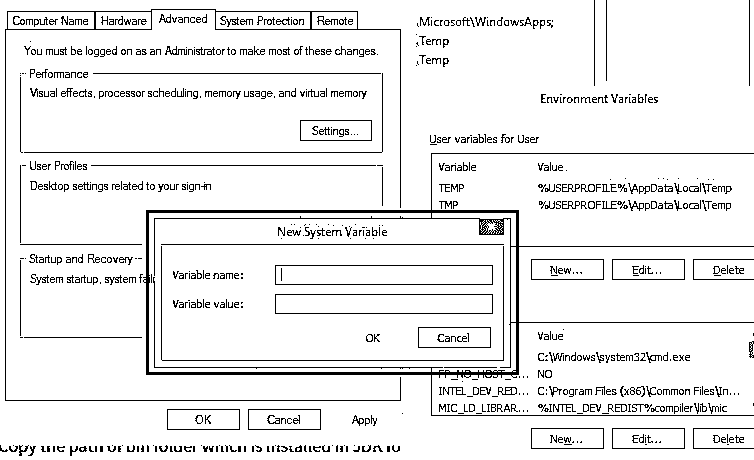 Computer Name Hardware Advanced System Protection Remote
You must be logged on as an Administrator to make most of these changes.
Performance
Visual effects, processor scheduling, memory usage, and virtual memory
Settings...
User Profiles
Desktop settings related to your sign-in
Startup and Recovery
System startup, system
OK Cancel Apply
\Microsoft\WindowsApps;
\Temp
\Temp
Environment Variables
User variables for User
Variable Value
TEMP %USERPROFILE%\AppData\Local\Temp
TMP %USERPROFILE%\AppData\Local\Temp
New... Edit... Delete
New System Variable
Variable name:
Variable value:
OK Cancel
Value
C:\Windows\system32\cmd.exe
FP_NO_HOST_C... NO
INTEL_DEV_RED... C:\Program Files (x86)\Common Files\In...
MIC_LD_LIBRAR... %INTEL_DEV_REDIST%compiler\lib\mic
New... Edit... Delete
Copy the path of bin folder which is installed in JDK fo